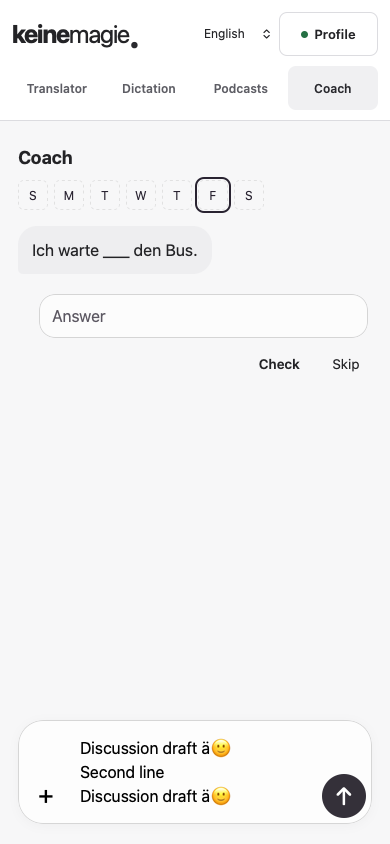 keinemagie.
English
Profile
Translator
Dictation
Podcasts
Coach
Coach
S M T W T F S
Ich warte ____ den Bus.
Answer
Check
Skip
Discussion draft ä🙂
Second line
Discussion draft ä🙂